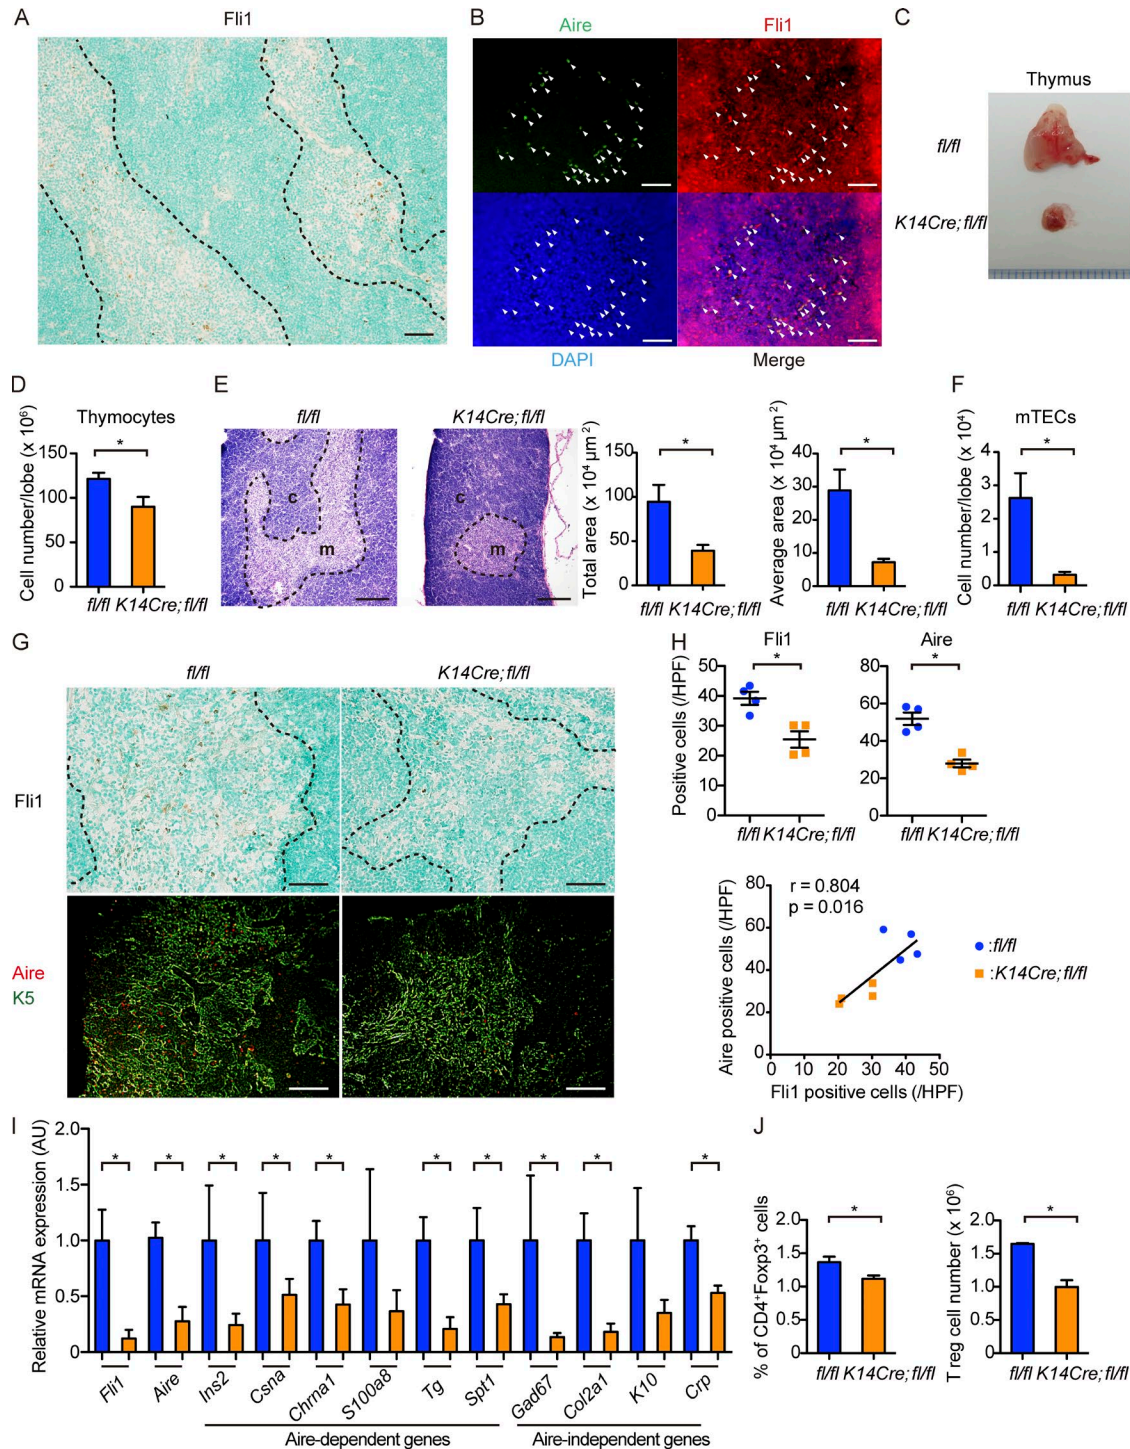 A
Fli1
B
Aire
Fli1
DAPI
Merge
C
Thymus
fl/fl
K14Cre;fl/fl
D
Thymocytes
*
Cell number/lobe (x 10⁶)
150
100
50
0
fl/fl K14Cre;fl/fl
E
fl/fl
K14Cre;fl/fl
c
m
c
m
*
Total area (x 10⁴ μm⁻²)
150
100
50
0
fl/fl K14Cre;fl/fl
*
Average area (x 10⁴ μm⁻²)
40
30
20
10
0
fl/fl K14Cre;fl/fl
F
mTECs
*
Cell number/lobe (x 10⁴)
4
3
2
1
0
fl/fl K14Cre;fl/fl
G
fl/fl
K14Cre;fl/fl
Fli1
Aire
K5
H
Fli1
*
Positive cells (/HPF)
50
40
30
20
10
0
fl/fl K14Cre;fl/fl
Aire
*
80
60
40
20
0
fl/fl K14Cre;fl/fl
r = 0.804
p = 0.016
Aire positive cells (/HPF)
80
60
40
20
0
0 10 20 30 40 50
Fli1 positive cells (/HPF)
:fl/fl
:K14Cre;fl/fl
I
Relative mRNA expression (AU)
2.0
1.5
1.0
0.5
0
* * * * * * * * * *
Fli1 Aire Ins2 Csna Chrna1 S100a8 Tg Spt1 Gad67 Col2a1 K10 Crp
Aire-dependent genes
Aire-independent genes
J
*
% of CD4⁺Foxp3⁺ cells
2.0
1.5
1.0
0.5
0
fl/fl K14Cre;fl/fl
*
Treg cell number (x 10⁶)
2.0
1.5
1.0
0.5
0
fl/fl K14Cre;fl/fl